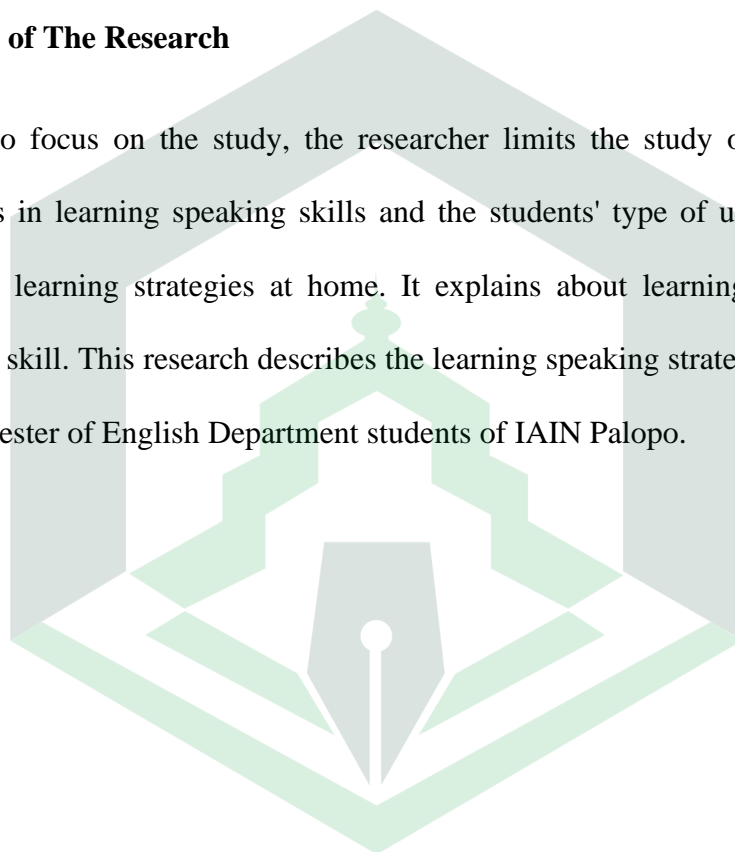 of The Research
o focus on the study, the researcher limits the study o
s in learning speaking skills and the students' type of u
learning strategies at home. It explains about learning
skill. This research describes the learning speaking strate
ester of English Department students of IAIN Palopo.